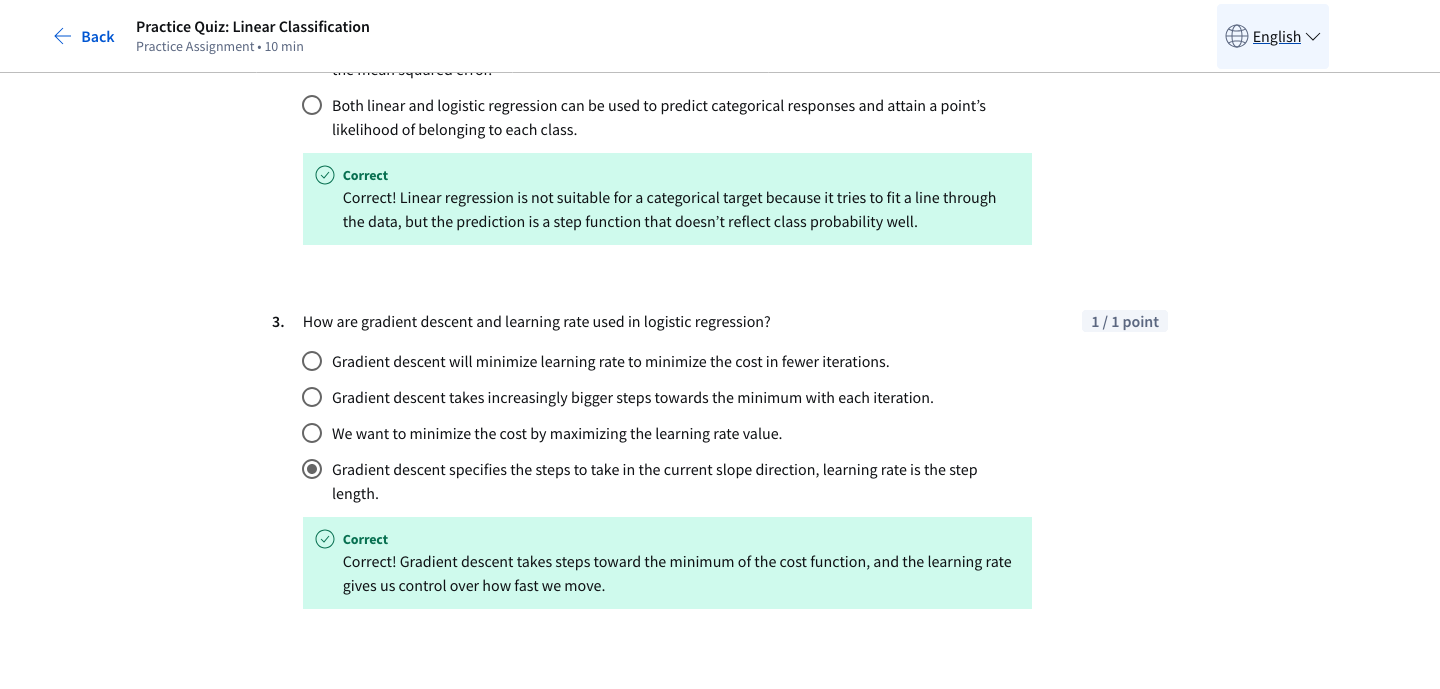 Back
Practice Quiz: Linear Classification
Practice Assignment • 10 min
English
the mean squared error.
Both linear and logistic regression can be used to predict categorical responses and attain a point’s
likelihood of belonging to each class.
Correct
Correct! Linear regression is not suitable for a categorical target because it tries to fit a line through
the data, but the prediction is a step function that doesn’t reflect class probability well.
3. How are gradient descent and learning rate used in logistic regression?
1 / 1 point
Gradient descent will minimize learning rate to minimize the cost in fewer iterations.
Gradient descent takes increasingly bigger steps towards the minimum with each iteration.
We want to minimize the cost by maximizing the learning rate value.
Gradient descent specifies the steps to take in the current slope direction, learning rate is the step
length.
Correct
Correct! Gradient descent takes steps toward the minimum of the cost function, and the learning rate
gives us control over how fast we move.